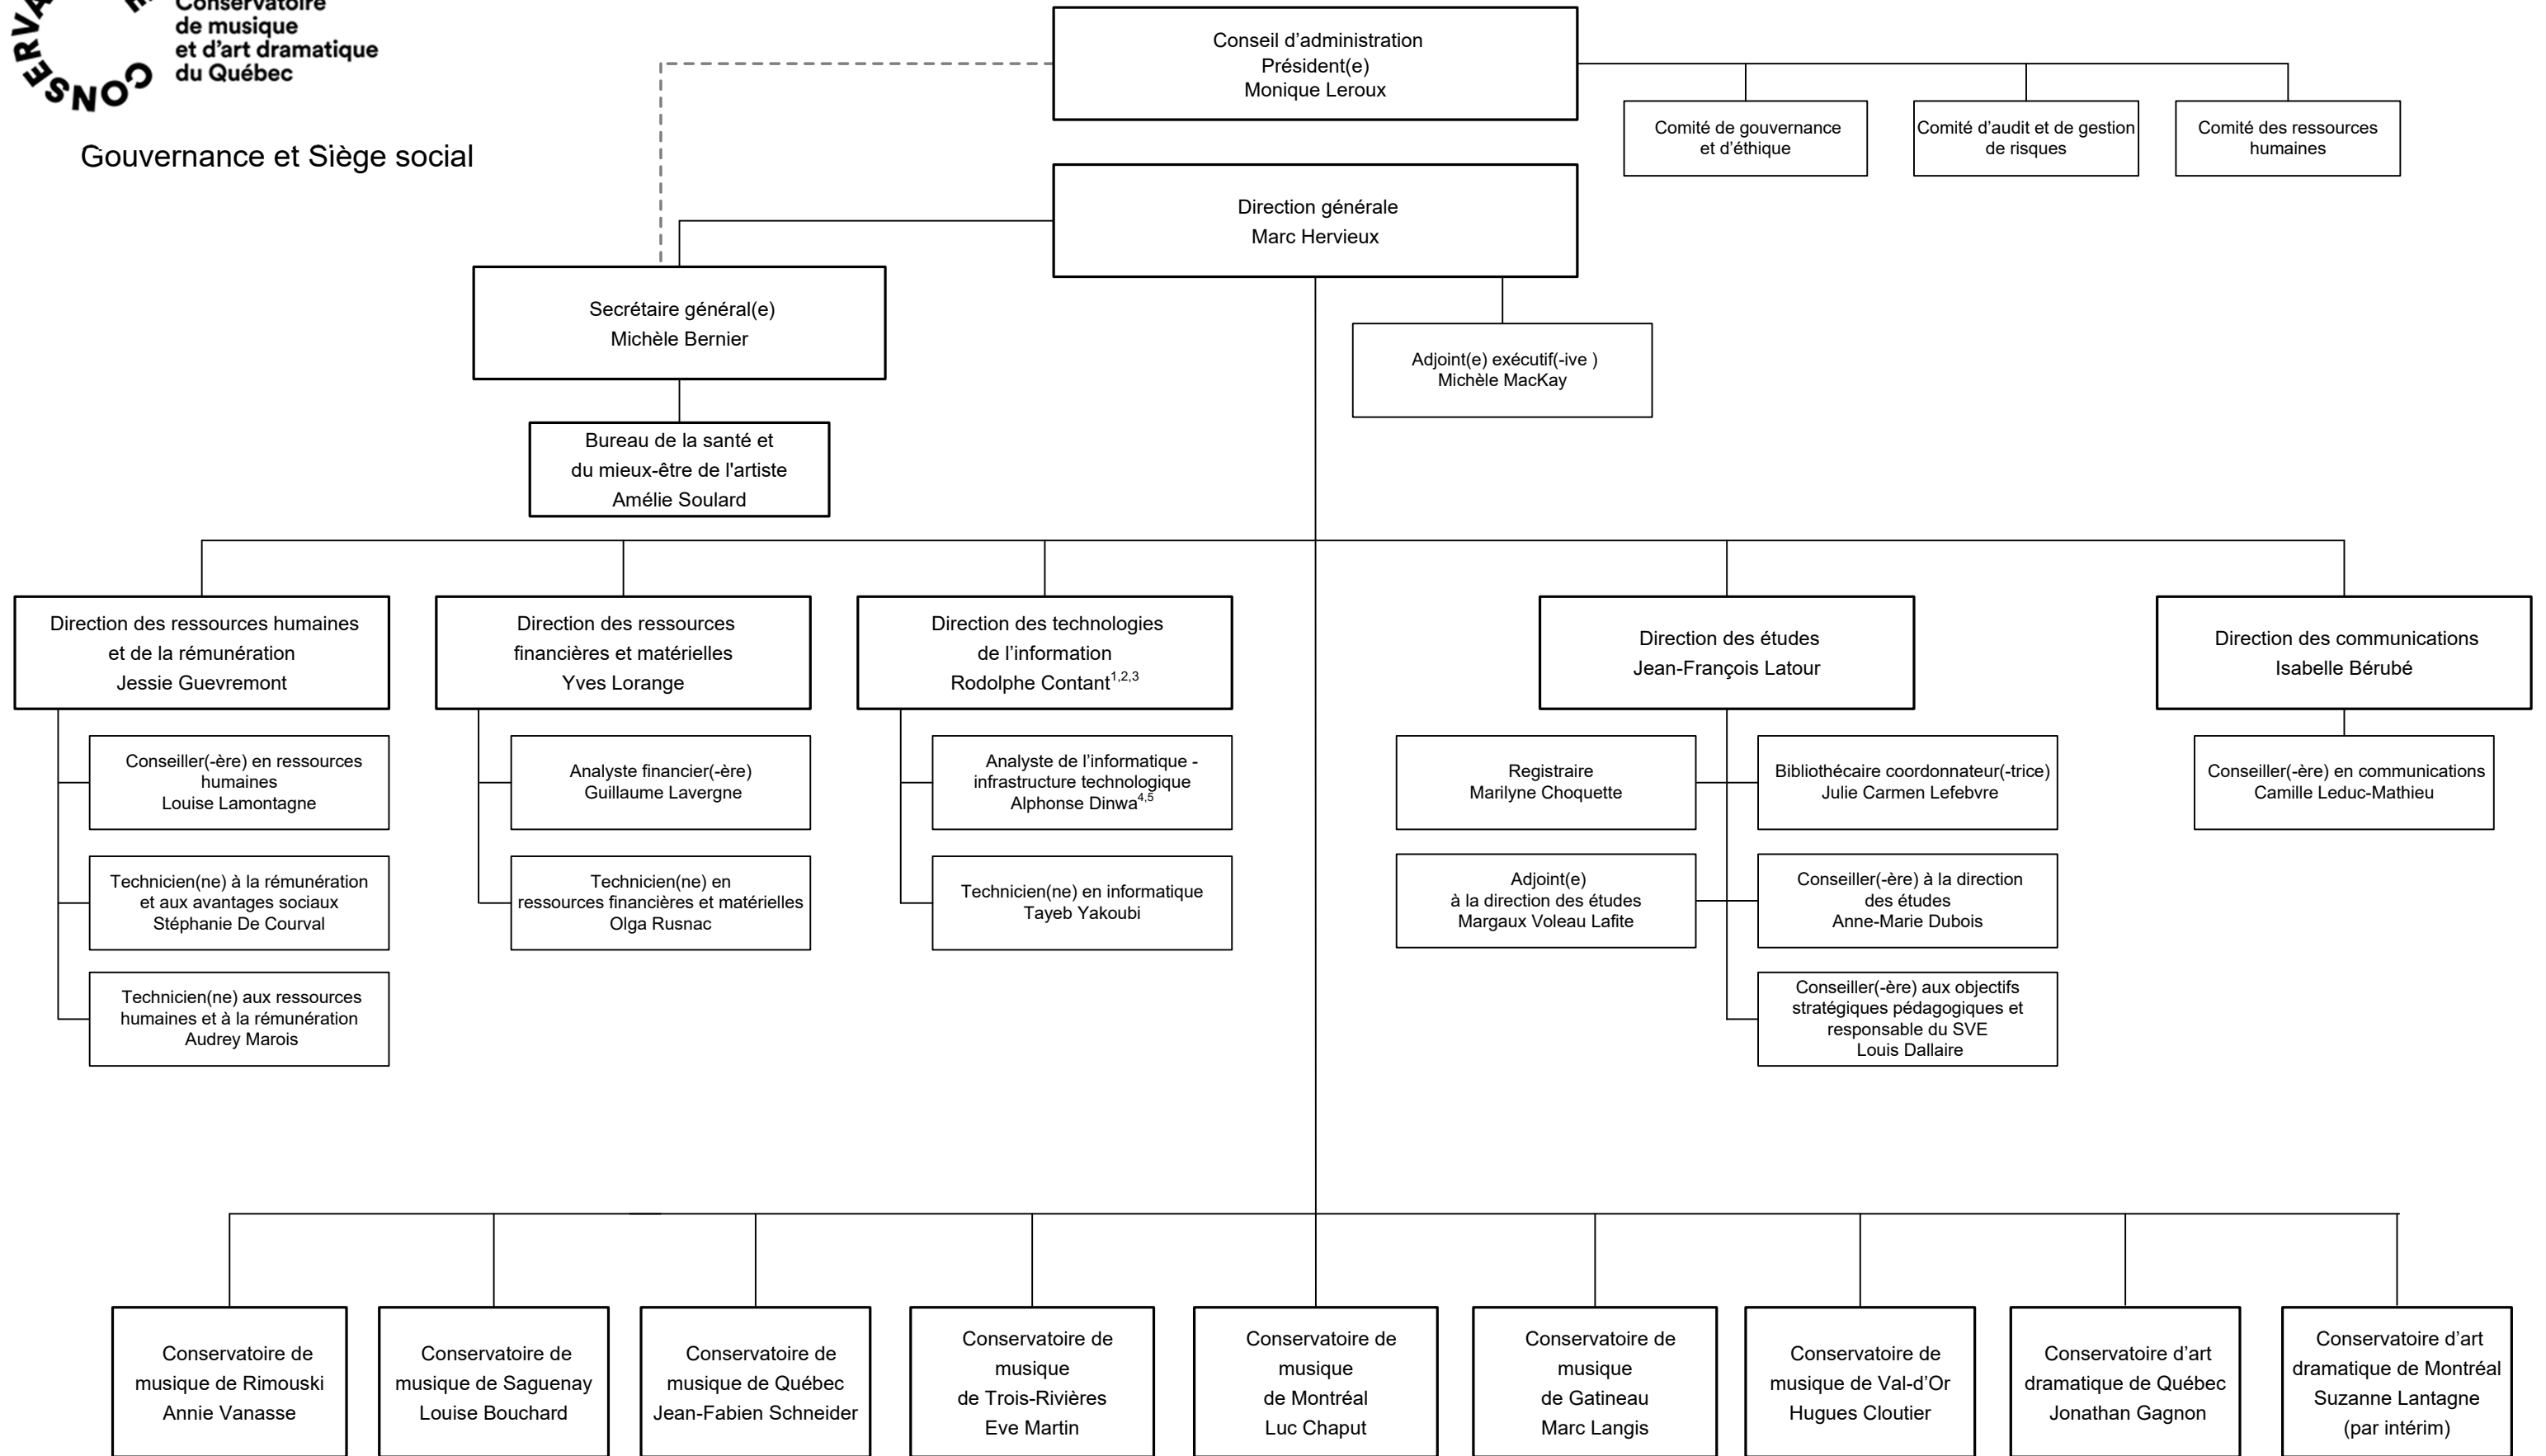 CONSERVA
Conservatoire
de musique
et d'art dramatique
du Québec
Gouvernance et Siège social
Conseil d'administration
Président(e)
Monique Leroux
Comité de gouvernance
et d'éthique
Comité d'audit et de gestion
de risques
Comité des ressources
humaines
Direction générale
Marc Hervieux
Secrétaire général(e)
Michèle Bernier
Adjoint(e) exécutif(-ive )
Michèle MacKay
Bureau de la santé et
du mieux-être de l'artiste
Amélie Soulard
Direction des ressources humaines
et de la rémunération
Jessie Guevremont
Direction des ressources
financières et matérielles
Yves Lorange
Direction des technologies
de l'information
Rodolphe Contant1,2,3
Direction des études
Jean-François Latour
Direction des communications
Isabelle Bérubé
Conseiller(-ère) en ressources
humaines
Louise Lamontagne
Analyste financier(-ère)
Guillaume Lavergne
Analyste de l'informatique -
infrastructure technologique
Alphonse Dinwa4,5
Registraire
Marilyne Choquette
Bibliothécaire coordonnateur(-trice)
Julie Carmen Lefebvre
Conseiller(-ère) en communications
Camille Leduc-Mathieu
Technicien(ne) à la rémunération
et aux avantages sociaux
Stéphanie De Courval
Technicien(ne) en
ressources financières et matérielles
Olga Rusnac
Technicien(ne) en informatique
Tayeb Yakoubi
Adjoint(e)
à la direction des études
Margaux Voleau Lafite
Conseiller(-ère) à la direction
des études
Anne-Marie Dubois
Technicien(ne) aux ressources
humaines et à la rémunération
Audrey Marois
Conseiller(-ère) aux objectifs
stratégiques pédagogiques et
responsable du SVE
Louis Dallaire
Conservatoire de
musique de Rimouski
Annie Vanasse
Conservatoire de
musique de Saguenay
Louise Bouchard
Conservatoire de
musique de Québec
Jean-Fabien Schneider
Conservatoire de
musique
de Trois-Rivières
Eve Martin
Conservatoire de
musique
de Montréal
Luc Chaput
Conservatoire de
musique
de Gatineau
Marc Langis
Conservatoire de
musique de Val-d'Or
Hugues Cloutier
Conservatoire d'art
dramatique de Québec
Jonathan Gagnon
Conservatoire d'art
dramatique de Montréal
Suzanne Lantagne
(par intérim)